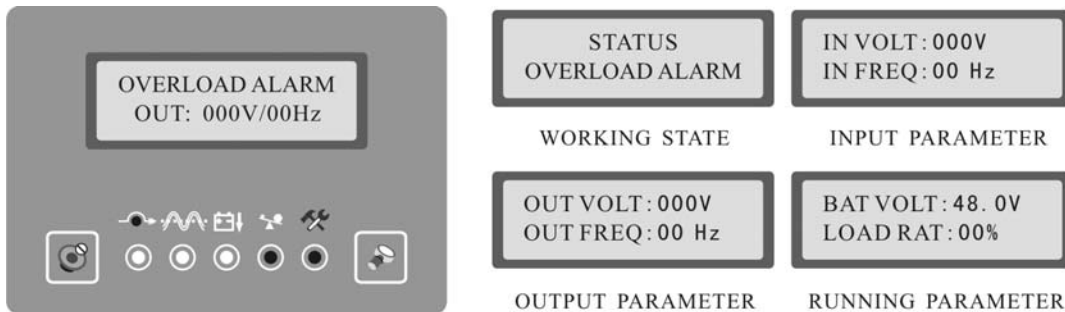 OVERLOAD ALARM
OUT: 000V/00Hz
STATUS
OVERLOAD ALARM
WORKING STATE
IN VOLT:000V
IN FREQ:00 Hz
INPUT PARAMETER
OUT VOLT:000V
OUT FREQ:00 Hz
OUTPUT PARAMETER
BAT VOLT:48. 0V
LOAD RAT:00%
RUNNING PARAMETER